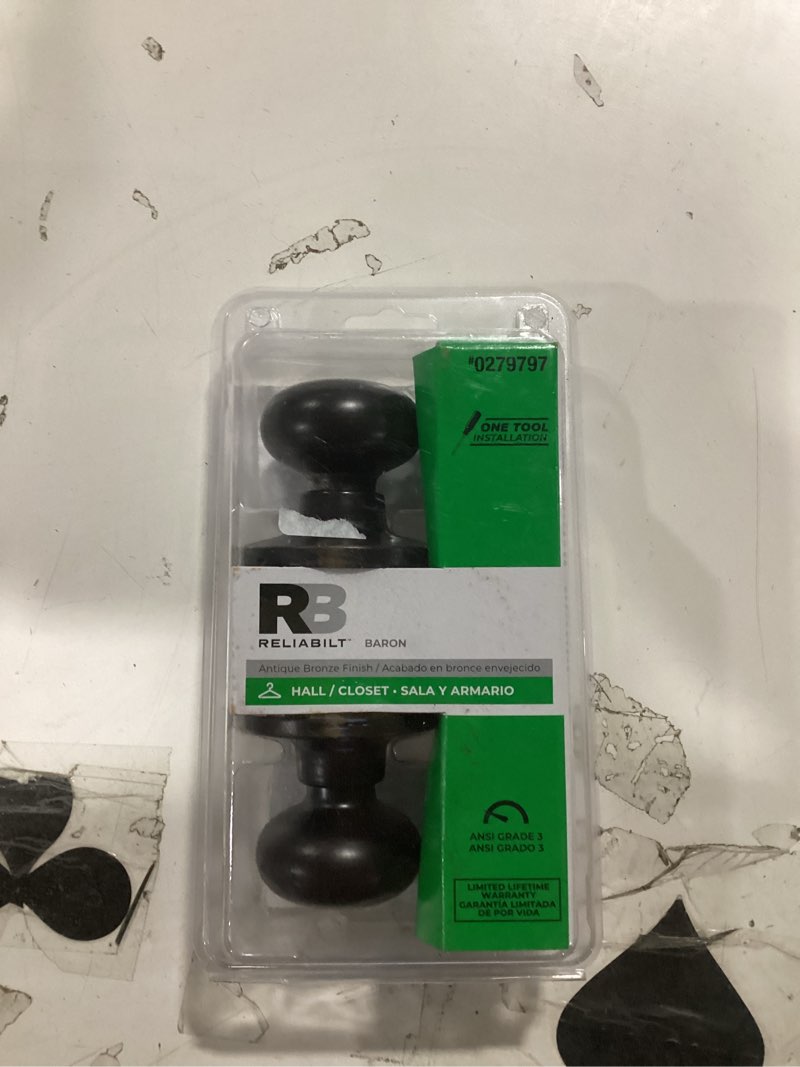 #0279797
ONE TOOL
INSTALLATION
RB
RELIABILT™ BARON
Antique Bronze Finish / Acabado en bronce envejecido
HALL / CLOSET • SALA Y ARMARIO
ANSI GRADE 3
ANSI GRADO 3
LIMITED LIFETIME
WARRANTY
GARANTÍA LIMITADA
DE POR VIDA